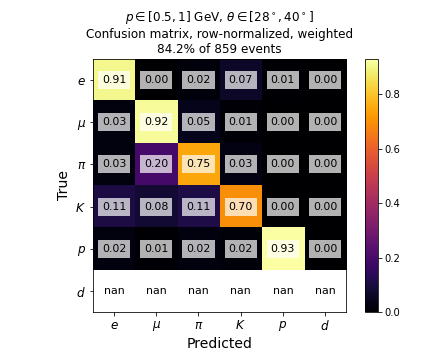 p ∈ [0.5, 1] GeV, θ ∈ [28°, 40°]
Confusion matrix, row-normalized, weighted
84.2% of 859 events
e 0.91 0.00 0.02 0.07 0.01 0.00
μ 0.03 0.92 0.05 0.01 0.00 0.00
π 0.03 0.20 0.75 0.03 0.00 0.00
K 0.11 0.08 0.11 0.70 0.00 0.00
p 0.02 0.01 0.02 0.02 0.93 0.00
d nan nan nan nan nan nan
e μ π K p d
True
Predicted
0.8
0.6
0.4
0.2
0.0